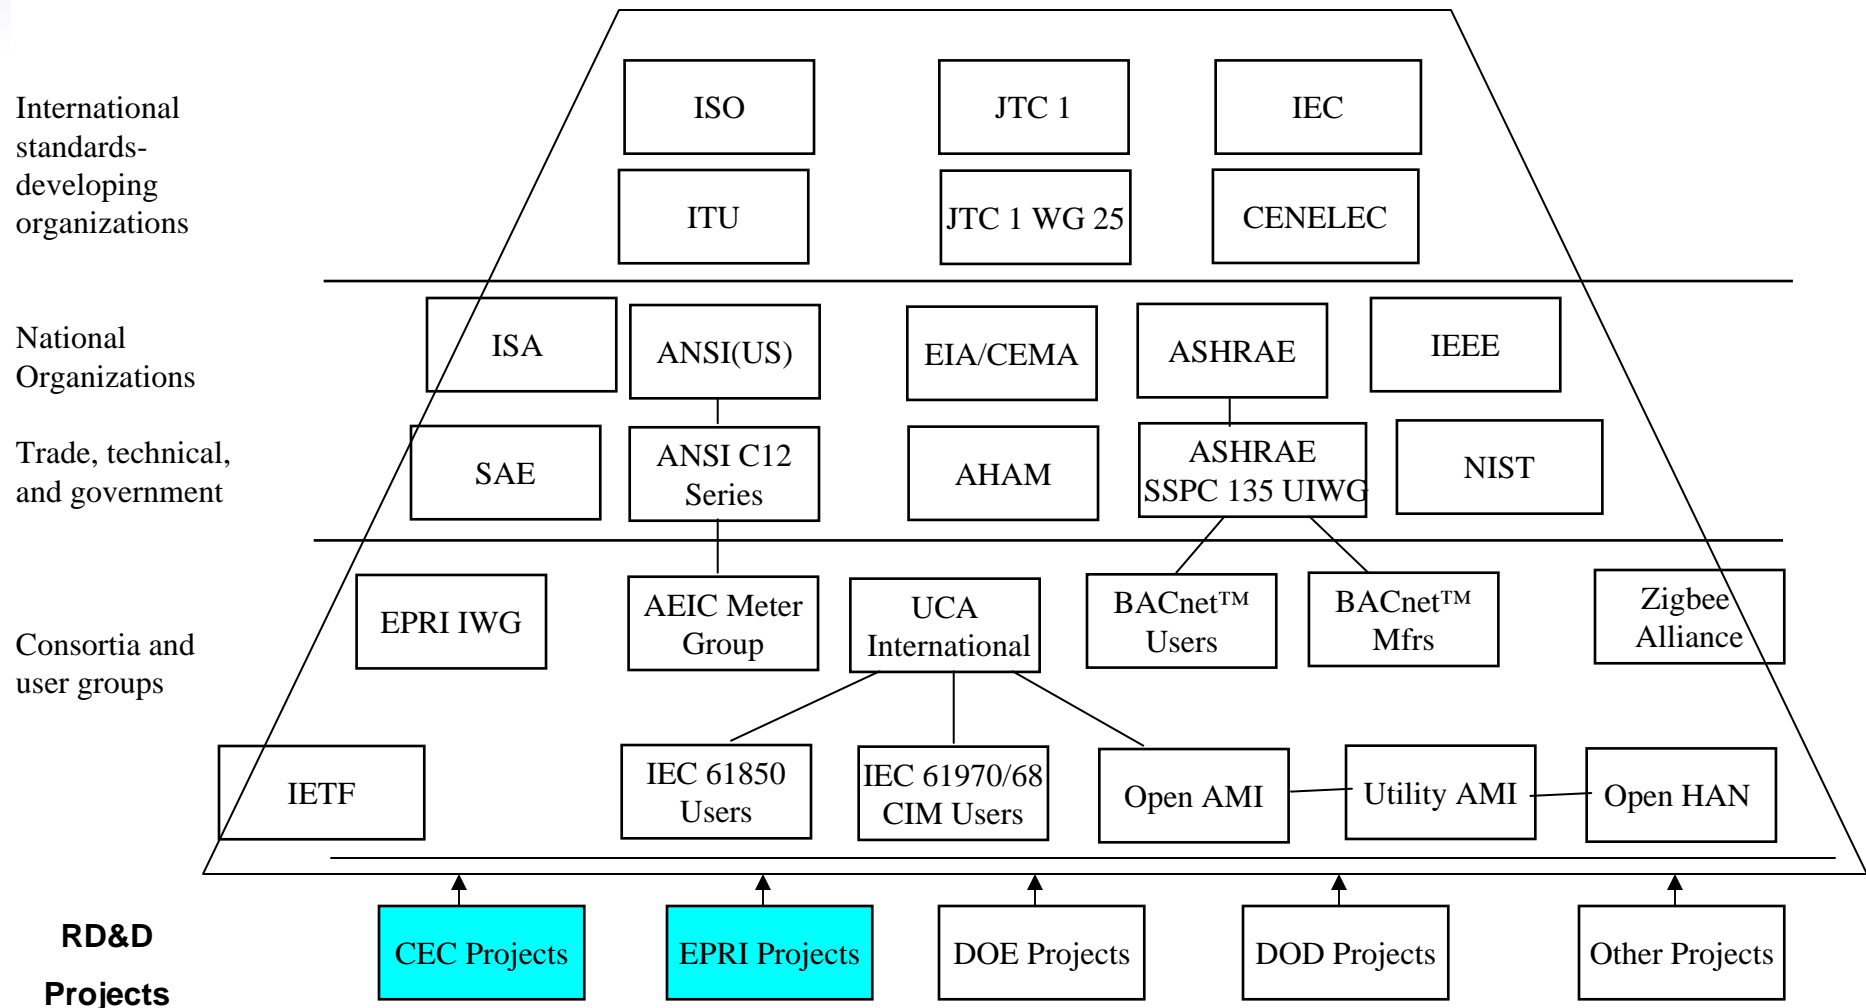 International
standards-
developing
organizations
ISO
JTC 1
IEC
ITU
JTC 1 WG 25
CENELEC
National
Organizations
ISA
ANSI(US)
EIA/CEMA
ASHRAE
IEEE
Trade, technical,
and government
SAE
ANSI C12
Series
AHAM
ASHRAE
SSPC 135 UIWG
NIST
Consortia and
user groups
EPRI IWG
AEIC Meter
Group
UCA
International
BACnet™
Users
BACnet™
Mfrs
Zigbee
Alliance
IETF
IEC 61850
Users
IEC 61970/68
CIM Users
Open AMI
Utility AMI
Open HAN
RD&D
Projects
CEC Projects
EPRI Projects
DOE Projects
DOD Projects
Other Projects